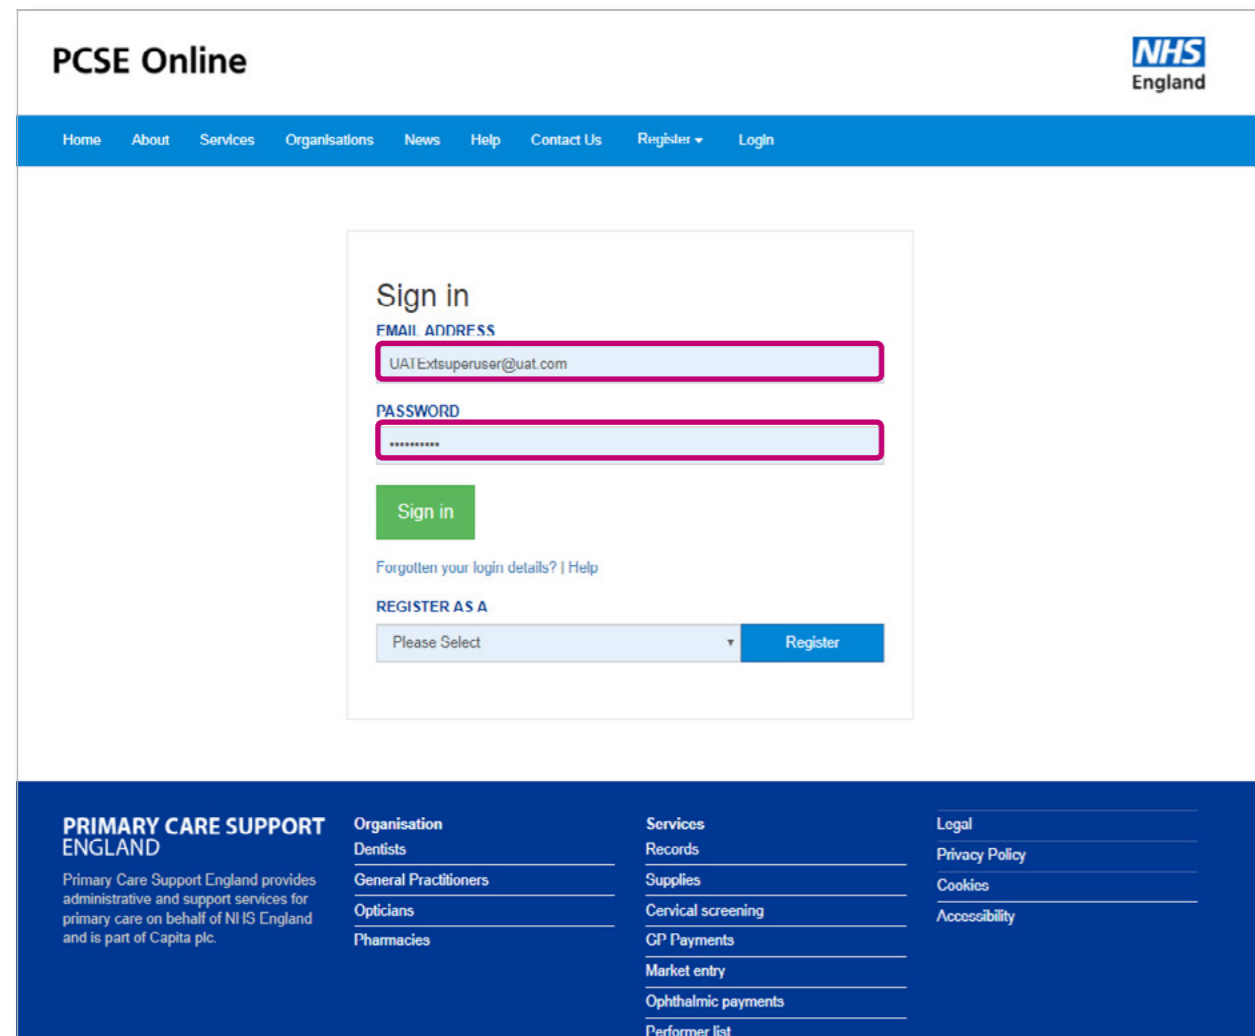 PCSE Online
NHS
England
Home About Services Organisations News Help Contact Us Register Login
Sign in
EMAIL ADDRESS
UATExtsuperuser@uat.com
PASSWORD
••••••••••
Sign in
Forgotten your login details? | Help
REGISTER AS A
Please Select
Register
PRIMARY CARE SUPPORT
ENGLAND
Primary Care Support England provides
administrative and support services for
primary care on behalf of NHS England
and is part of Capita plc.
Organisation
Dentists
General Practitioners
Opticians
Pharmacies
Services
Records
Supplies
Cervical screening
GP Payments
Market entry
Ophthalmic payments
Performer list
Legal
Privacy Policy
Cookies
Accessibility